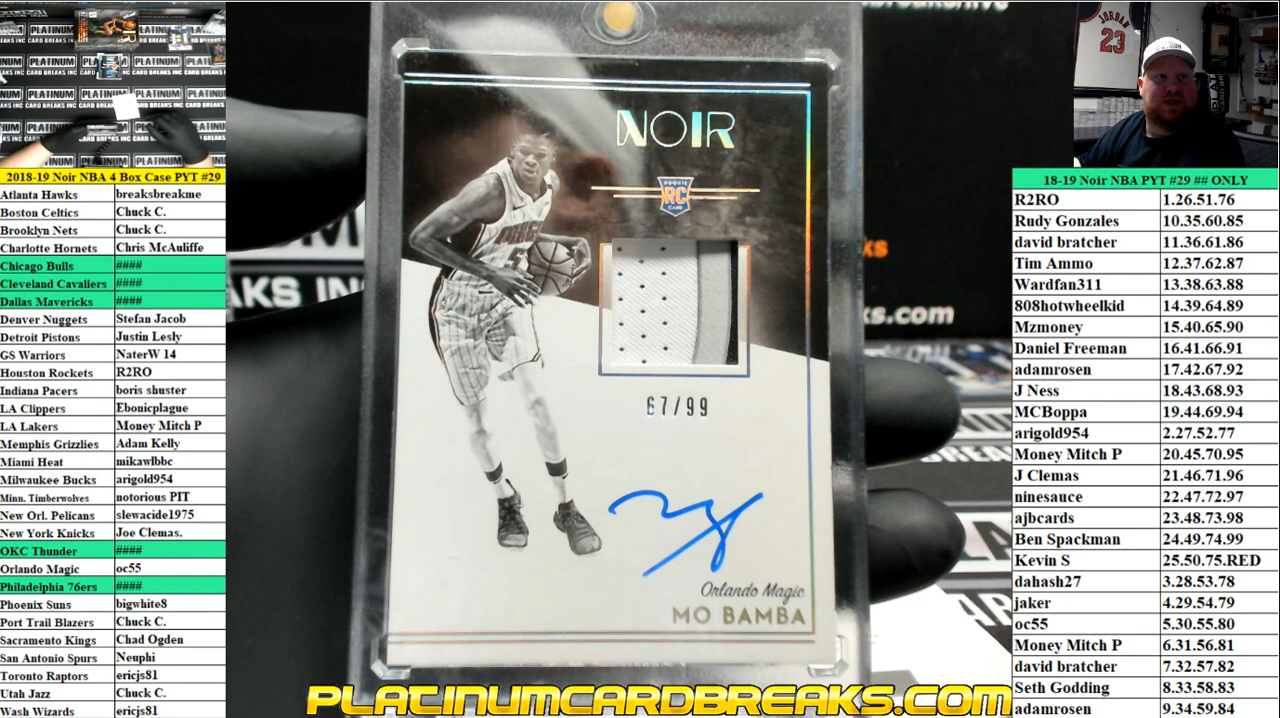 2018-19 Noir NBA 4 Box Case PYT #29
Atlanta Hawks breaksbreakme
Boston Celtics Chuck C.
Brooklyn Nets Chuck C.
Charlotte Hornets Chris McAuliffe
Chicago Bulls ####
Cleveland Cavaliers ####
Dallas Mavericks ####
Denver Nuggets Stefan Jacob
Detroit Pistons Justin Lesly
GS Warriors NaterW 14
Houston Rockets R2RO
Indiana Pacers boris shuster
LA Clippers Ebonicplague
LA Lakers Money Mitch P
Memphis Grizzlies Adam Kelly
Miami Heat mikawlbbc
Milwaukee Bucks arigold954
Minn. Timberwolves notorious PIT
New Orl. Pelicans slewacide1975
New York Knicks Joe Clemas.
OKC Thunder ####
Orlando Magic oc55
Philadelphia 76ers ####
Phoenix Suns bigwhite8
Port Trail Blazers Chuck C.
Sacramento Kings Chad Ogden
San Antonio Spurs Neuphi
Toronto Raptors ericjs81
Utah Jazz Chuck C.
Wash Wizards ericjs81
NOIR
ROOKIE
RC
CARD
67/99
Orlando Magic
MO BAMBA
PLATINUMCARDBREAKS.COM
JORDAN
23
18-19 Noir NBA PYT #29 ## ONLY
R2RO 1.26.51.76
Rudy Gonzales 10.35.60.85
david bratcher 11.36.61.86
Tim Ammo 12.37.62.87
Wardfan311 13.38.63.88
808hotwheelkid 14.39.64.89
Mzmoney 15.40.65.90
Daniel Freeman 16.41.66.91
adamrosen 17.42.67.92
J Ness 18.43.68.93
MCBoppa 19.44.69.94
arigold954 2.27.52.77
Money Mitch P 20.45.70.95
J Clemas 21.46.71.96
ninesauce 22.47.72.97
ajbcards 23.48.73.98
Ben Spackman 24.49.74.99
Kevin S 25.50.75.RED
dahash27 3.28.53.78
jaker 4.29.54.79
oc55 5.30.55.80
Money Mitch P 6.31.56.81
david bratcher 7.32.57.82
Seth Godding 8.33.58.83
adamrosen 9.34.59.84